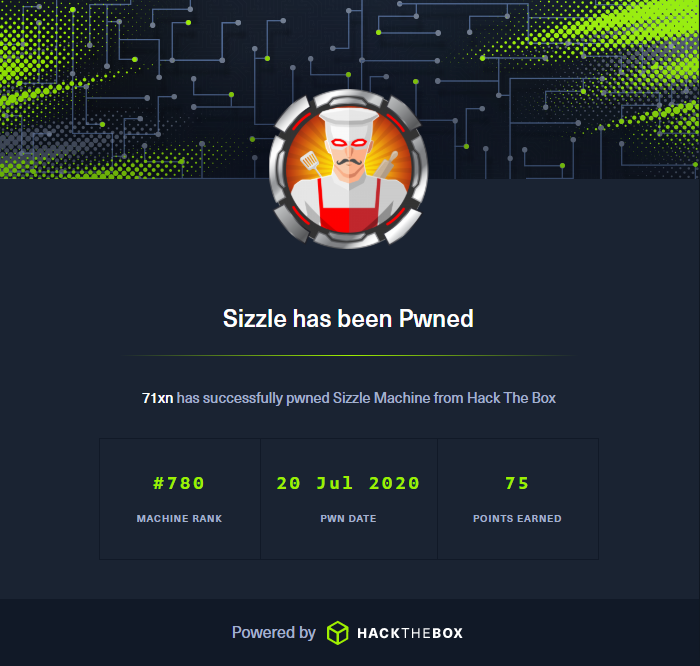 Sizzle has been Pwned
71xn has successfully pwned Sizzle Machine from Hack The Box
#780
MACHINE RANK
20 Jul 2020
PWN DATE
75
POINTS EARNED
Powered by HACKTHEBOX